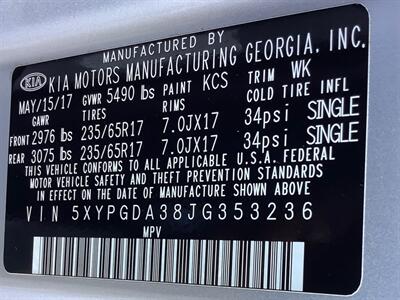 MANUFACTURED BY
KIA KIA MOTORS MANUFACTURING GEORGIA, INC.
MAY/15/17 GVWR 5490 lbs PAINT KCS TRIM WK
GAWR TIRES RIMS COLD TIRE INFL
FRONT 2976 lbs 235/65R17 7.0JX17 34psi SINGLE
REAR 3075 lbs 235/65R17 7.0JX17 34psi SINGLE
THIS VEHICLE CONFORMS TO ALL APPLICABLE U.S.A. FEDERAL
MOTOR VEHICLE SAFETY AND THEFT PREVENTION STANDARDS
IN EFFECT ON THE DATE OF MANUFACTURE SHOWN ABOVE
VIN 5XYPGDA38JG353236
MPV